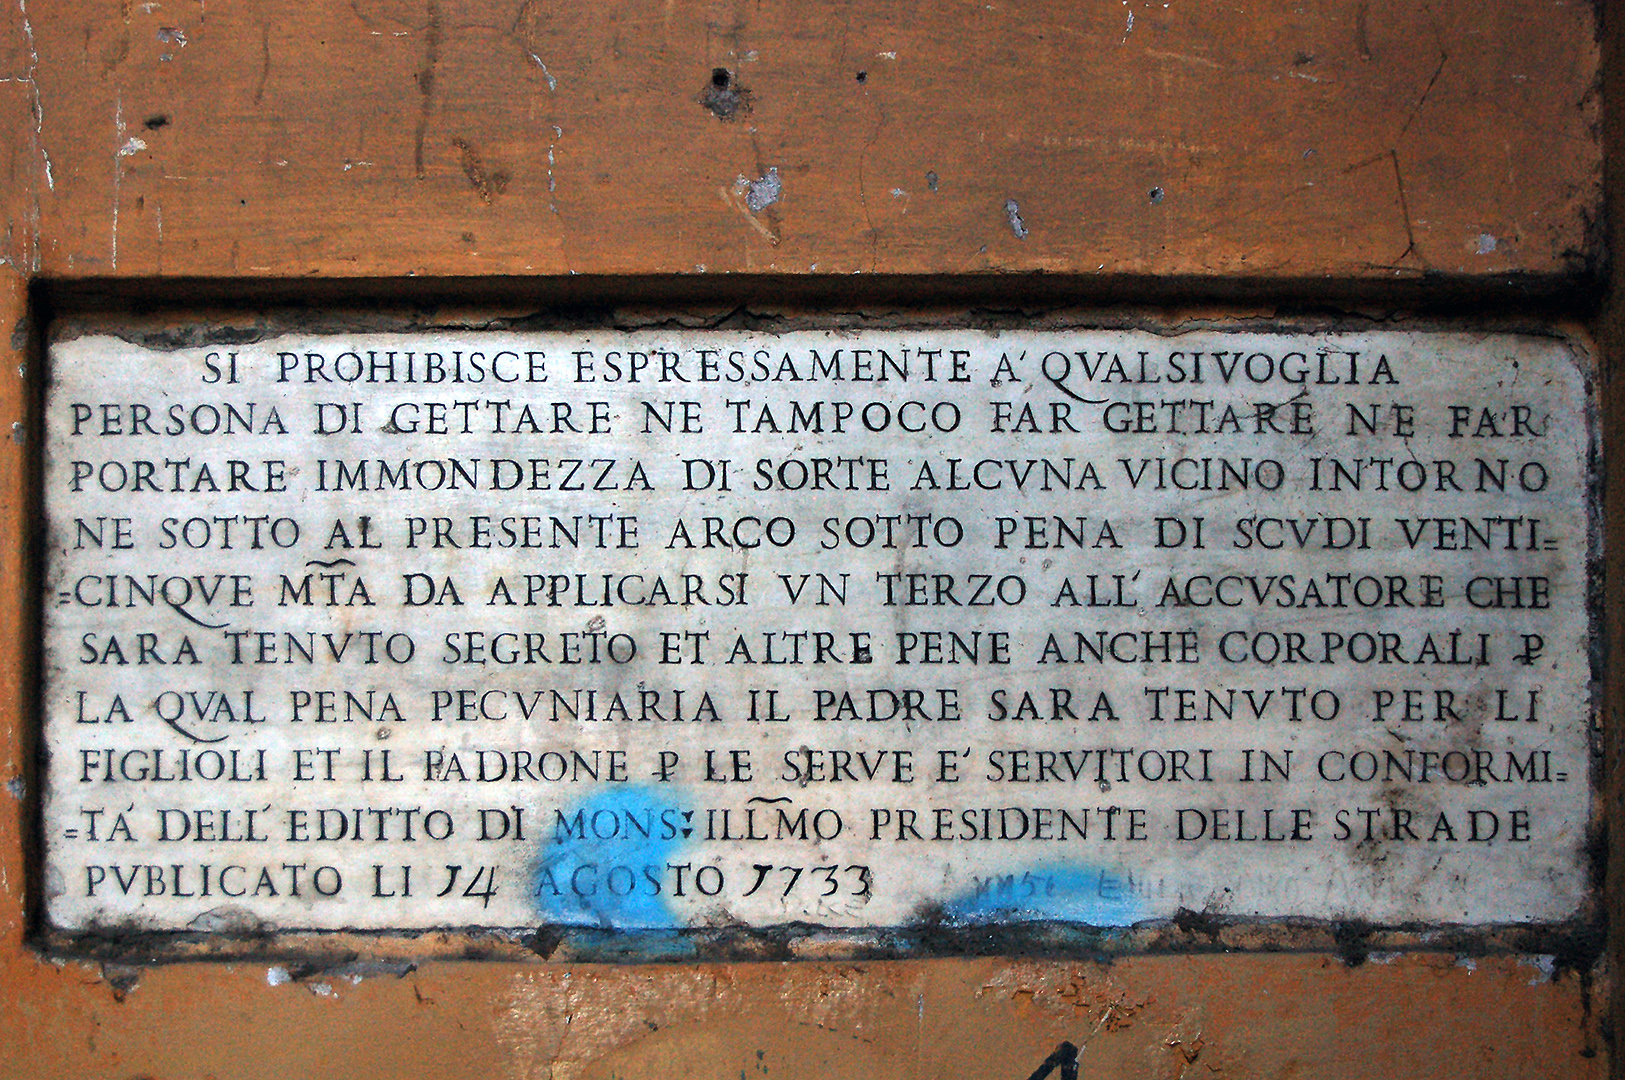 SI PROHIBISCE ESPRESSAMENTE A' QVALSIVOGLIA
PERSONA DI GETTARE NE TAMPOCO FAR GETTARE NE FAR
PORTARE IMMONDEZZA DI SORTE ALCVNA VICINO INTORNO
NE SOTTO AL PRESENTE ARCO SOTTO PENA DI SCVDI VENTI=
=CINQVE M̃TA DA APPLICARSI VN TERZO ALL' ACCVSATORE CHE
SARA TENVTO SEGRETO ET ALTRE PENE ANCHE CORPORALI ꝑ
LA QVAL PENA PECVNIARIA IL PADRE SARA TENVTO PER LI
FIGLIOLI ET IL PADRONE ꝑ LE SERVE E' SERVITORI IN CONFORMI=
=TA' DELL' EDITTO DI MONS: ILL̃MO PRESIDENTE DELLE STRADE
PVBLICATO LI 14 AGOSTO 1733